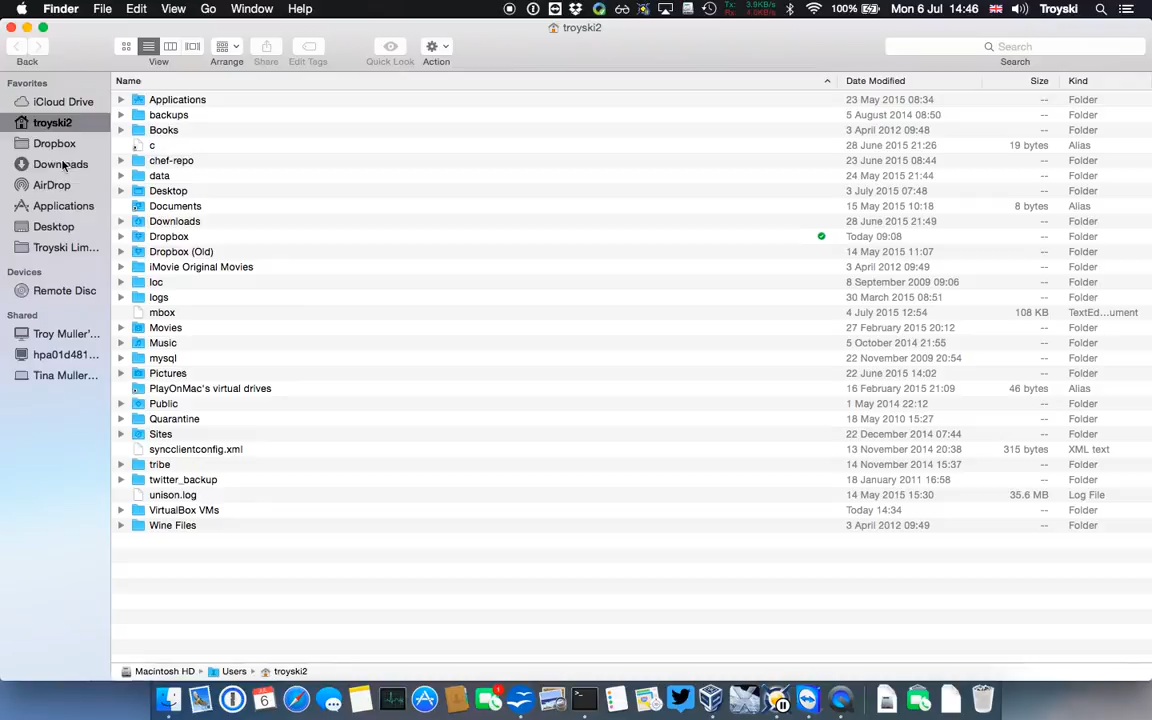 Finder File Edit View Go Window Help Tx: 3.9KB/s 100% Mon 6 Jul 14:46 Troyski
troyski2
Search
Back View Arrange Share Edit Tags Quick Look Action Search
Favorites
iCloud Drive
troyski2
Dropbox
Downloads
AirDrop
Applications
Desktop
Troyski Lim...
Devices
Remote Disc
Shared
Troy Muller'...
hpa01d481...
Tina Muller...
Name Date Modified Size Kind
Applications 23 May 2015 08:34 -- Folder
backups 5 August 2014 08:50 -- Folder
Books 3 April 2012 09:48 -- Folder
c 28 June 2015 21:26 19 bytes Alias
chef-repo 23 June 2015 08:44 -- Folder
data 24 May 2015 21:44 -- Folder
Desktop 3 July 2015 07:48 -- Folder
Documents 15 May 2015 10:18 8 bytes Alias
Downloads 28 June 2015 21:49 -- Folder
Dropbox Today 09:08 -- Folder
Dropbox (Old) 14 May 2015 11:07 -- Folder
iMovie Original Movies 3 April 2012 09:49 -- Folder
loc 8 September 2009 09:06 -- Folder
logs 30 March 2015 08:51 -- Folder
mbox 4 July 2015 12:54 108 KB TextEd...ument
Movies 27 February 2015 20:12 -- Folder
Music 5 October 2014 21:55 -- Folder
mysql 22 November 2009 20:54 -- Folder
Pictures 22 June 2015 14:02 -- Folder
PlayOnMac's virtual drives 16 February 2015 21:09 46 bytes Alias
Public 1 May 2014 22:12 -- Folder
Quarantine 18 May 2010 15:27 -- Folder
Sites 22 December 2014 07:44 -- Folder
syncclientconfig.xml 13 November 2014 20:38 315 bytes XML text
tribe 14 November 2014 15:37 -- Folder
twitter_backup 18 January 2011 16:58 -- Folder
unison.log 14 May 2015 15:30 35.6 MB Log File
VirtualBox VMs Today 14:34 -- Folder
Wine Files 3 April 2012 09:49 -- Folder
Macintosh HD Users troyski2